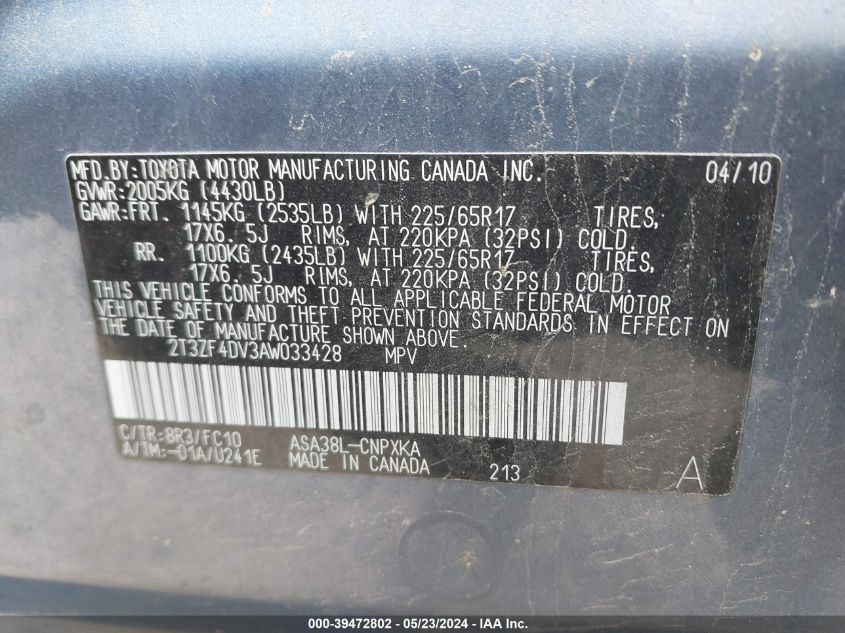 MFD.BY:TOYOTA MOTOR MANUFACTURING CANADA INC. 04/10
GVWR:2005KG (4430LB)
GAWR:FRT. 1145KG (2535LB) WITH 225/65R17 TIRES,
17X6.5J RIMS, AT 220KPA (32PSI) COLD.
RR. 1100KG (2435LB) WITH 225/65R17 TIRES,
17X6.5J RIMS, AT 220KPA (32PSI) COLD.
THIS VEHICLE CONFORMS TO ALL APPLICABLE FEDERAL MOTOR
VEHICLE SAFETY AND THEFT PREVENTION STANDARDS IN EFFECT ON
THE DATE OF MANUFACTURE SHOWN ABOVE.
2T3ZF4DV3AW033428 MPV
C/TR:8R3/FC10 ASA38L-CNPXKA
A/TM:-01A/U241E MADE IN CANADA 213 A
000-39472802 - 05/23/2024 - IAA Inc.